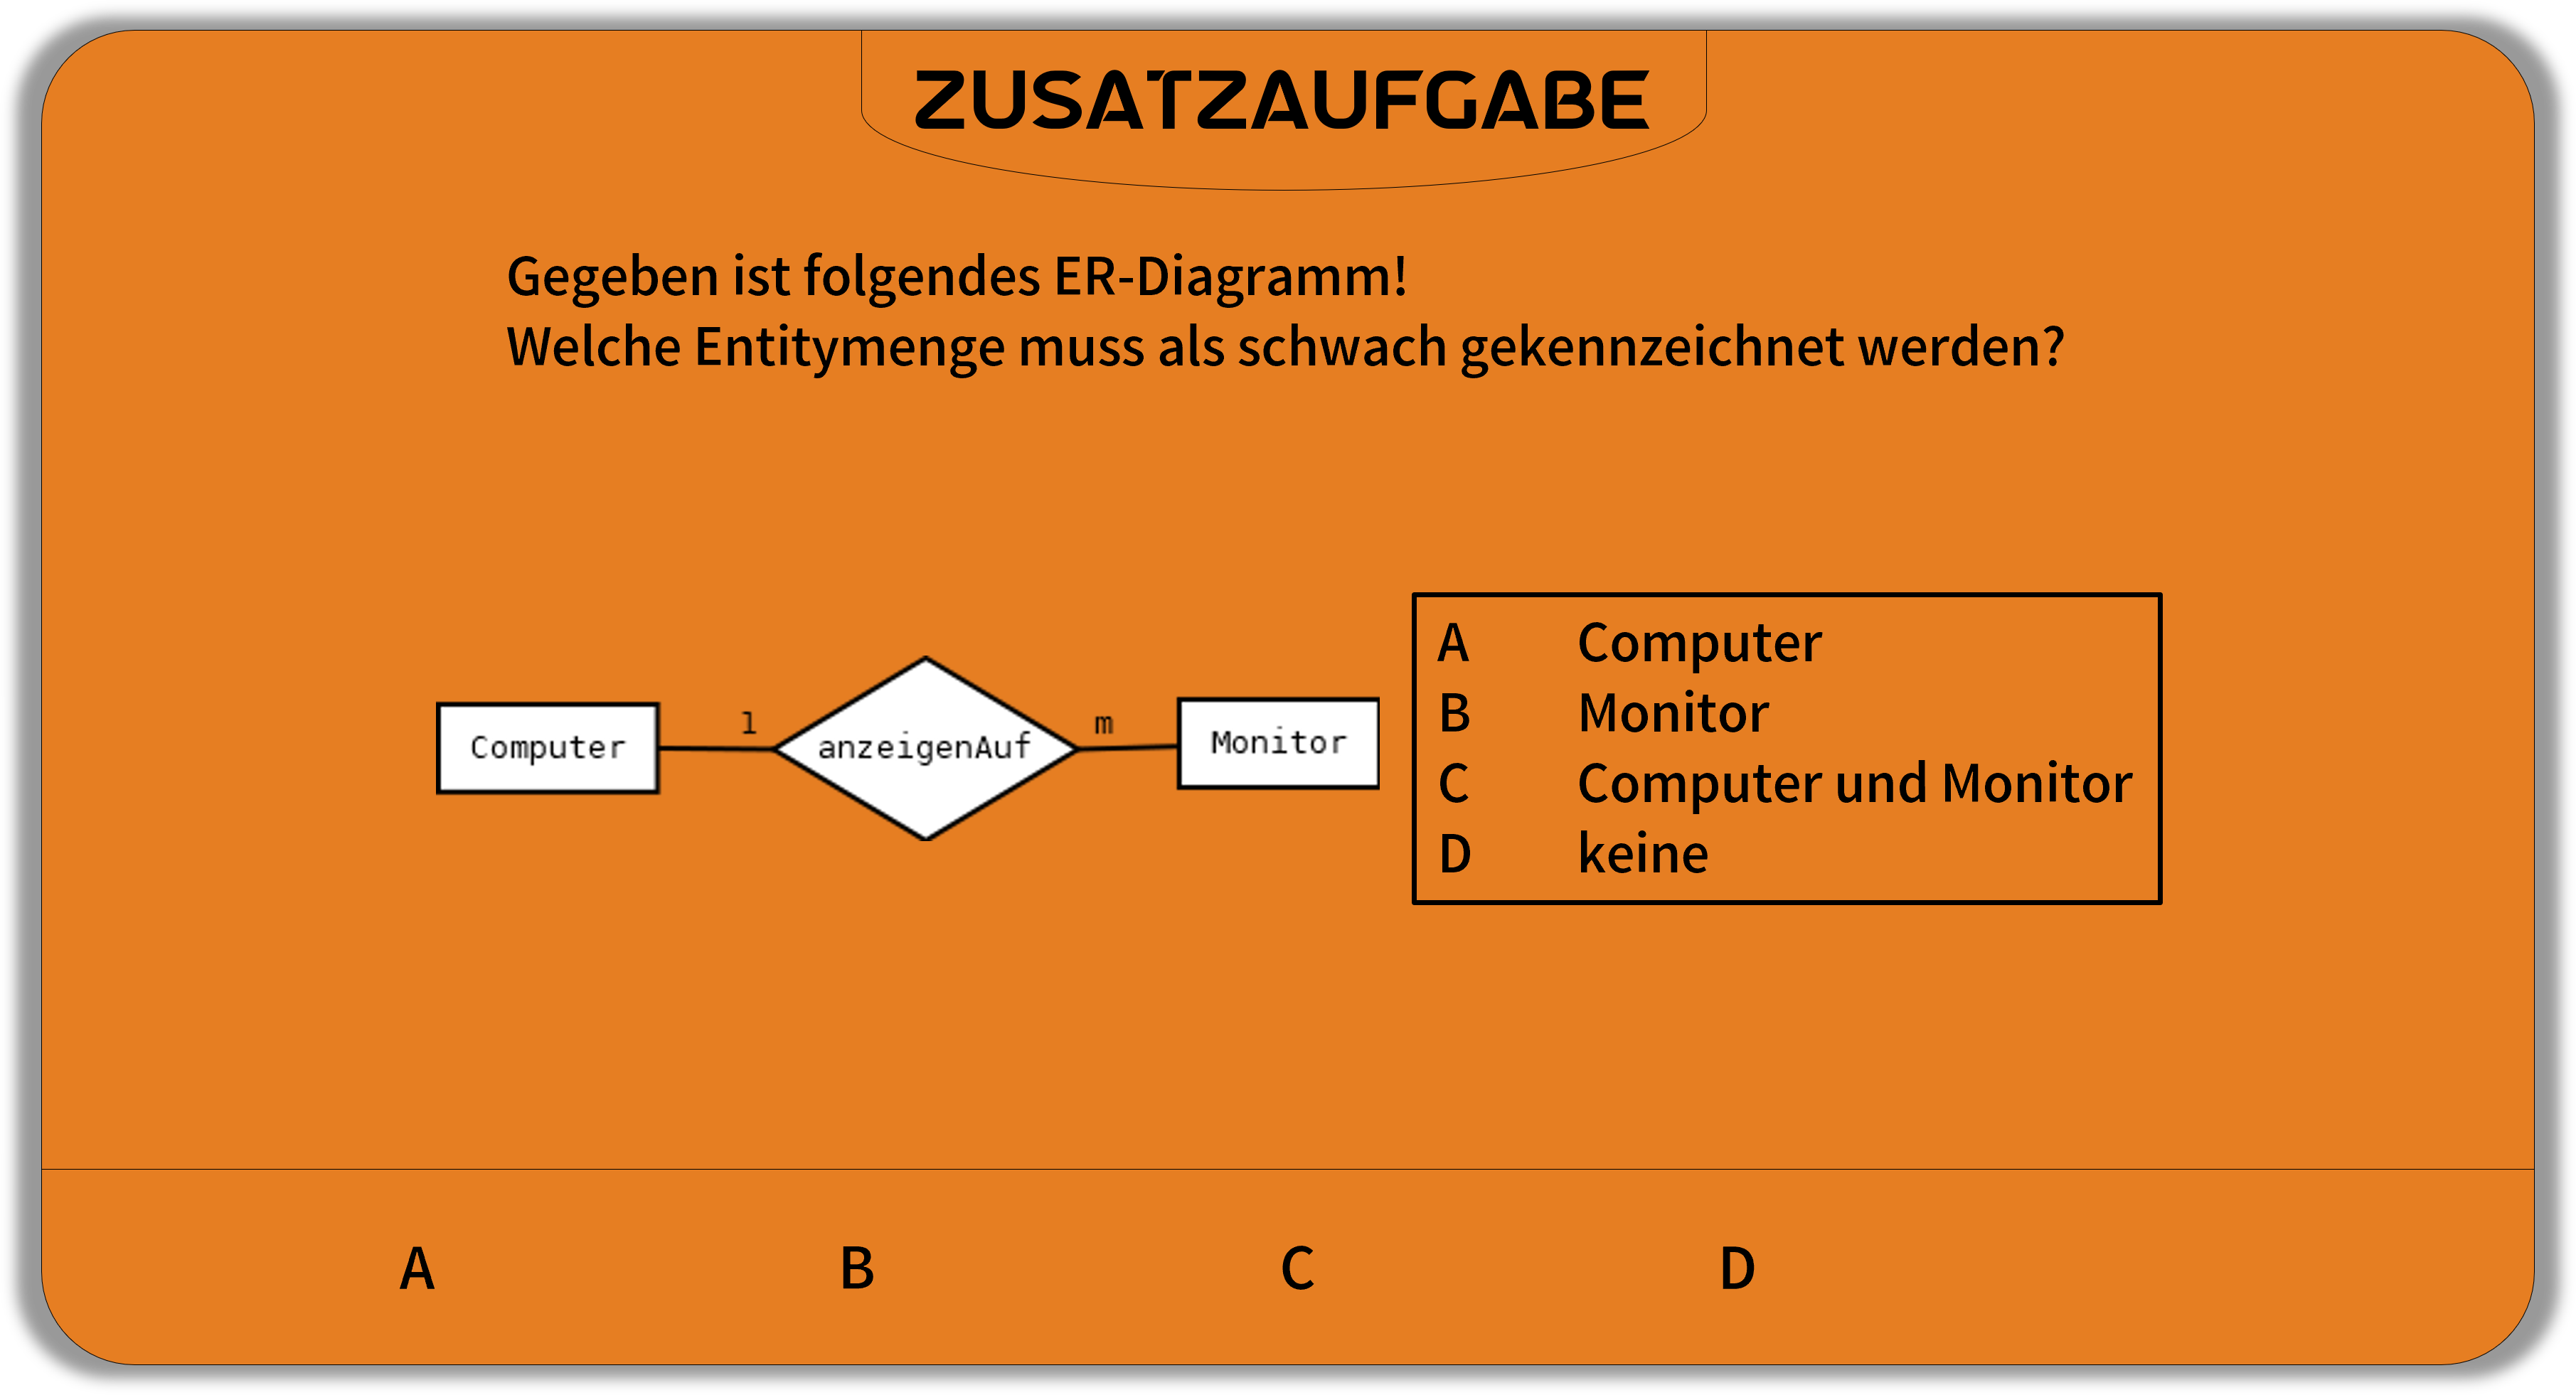 ZUSATZAUFGABE
Gegeben ist folgendes ER-Diagramm!
Welche Entitymenge muss als schwach gekennzeichnet werden?
Computer
1
anzeigenAuf
m
Monitor
A Computer
B Monitor
C Computer und Monitor
D keine
A B C D